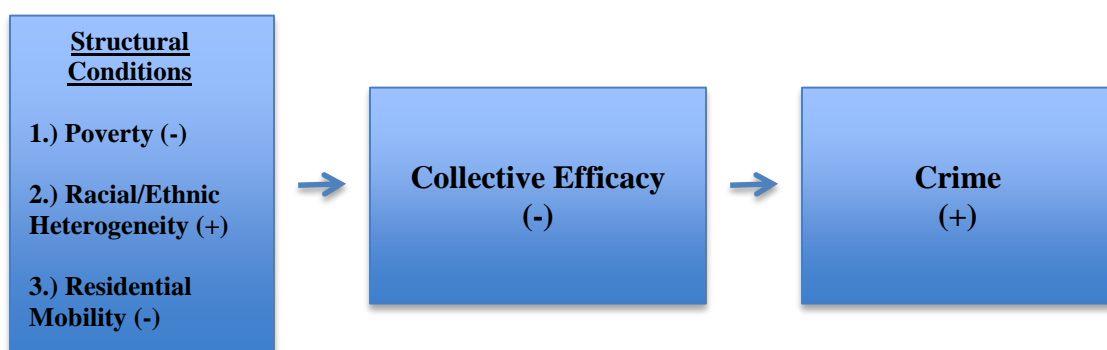 Structural
Conditions
1.) Poverty (-)
2.) Racial/Ethnic
Heterogeneity (+)
3.) Residential
Mobility (-)
Collective Efficacy
(-)
Crime
(+)